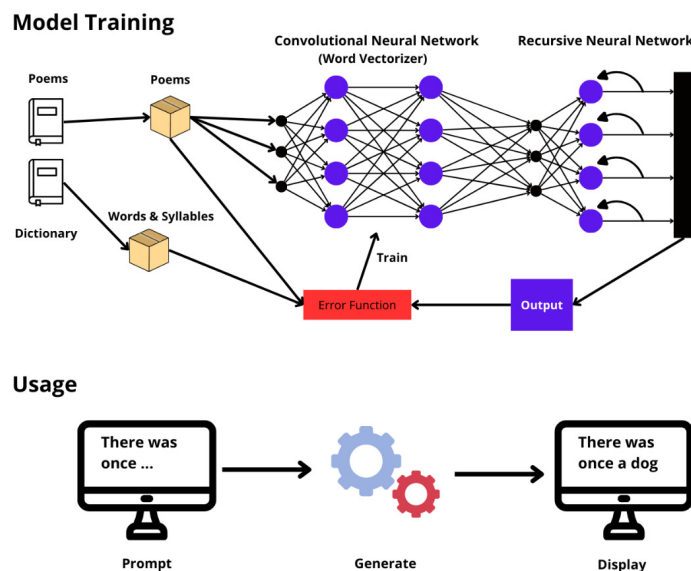 Model Training
Convolutional Neural Network
(Word Vectorizer)
Recursive Neural Network
Poems
Poems
Dictionary
Words & Syllables
Train
Error Function
Output
Usage
There was
once ...
There was
once a dog
Prompt
Generate
Display